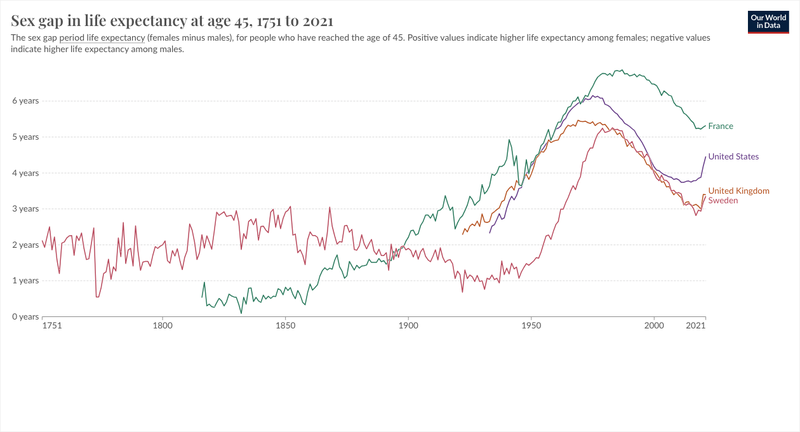 Sex gap in life expectancy at age 45, 1751 to 2021
Our World
in Data
The sex gap period life expectancy (females minus males), for people who have reached the age of 45. Positive values indicate higher life expectancy among females; negative values
indicate higher life expectancy among males.
6 years
5 years
4 years
3 years
2 years
1 years
0 years
France
United States
United Kingdom
Sweden
1751
1800
1850
1900
1950
2000
2021